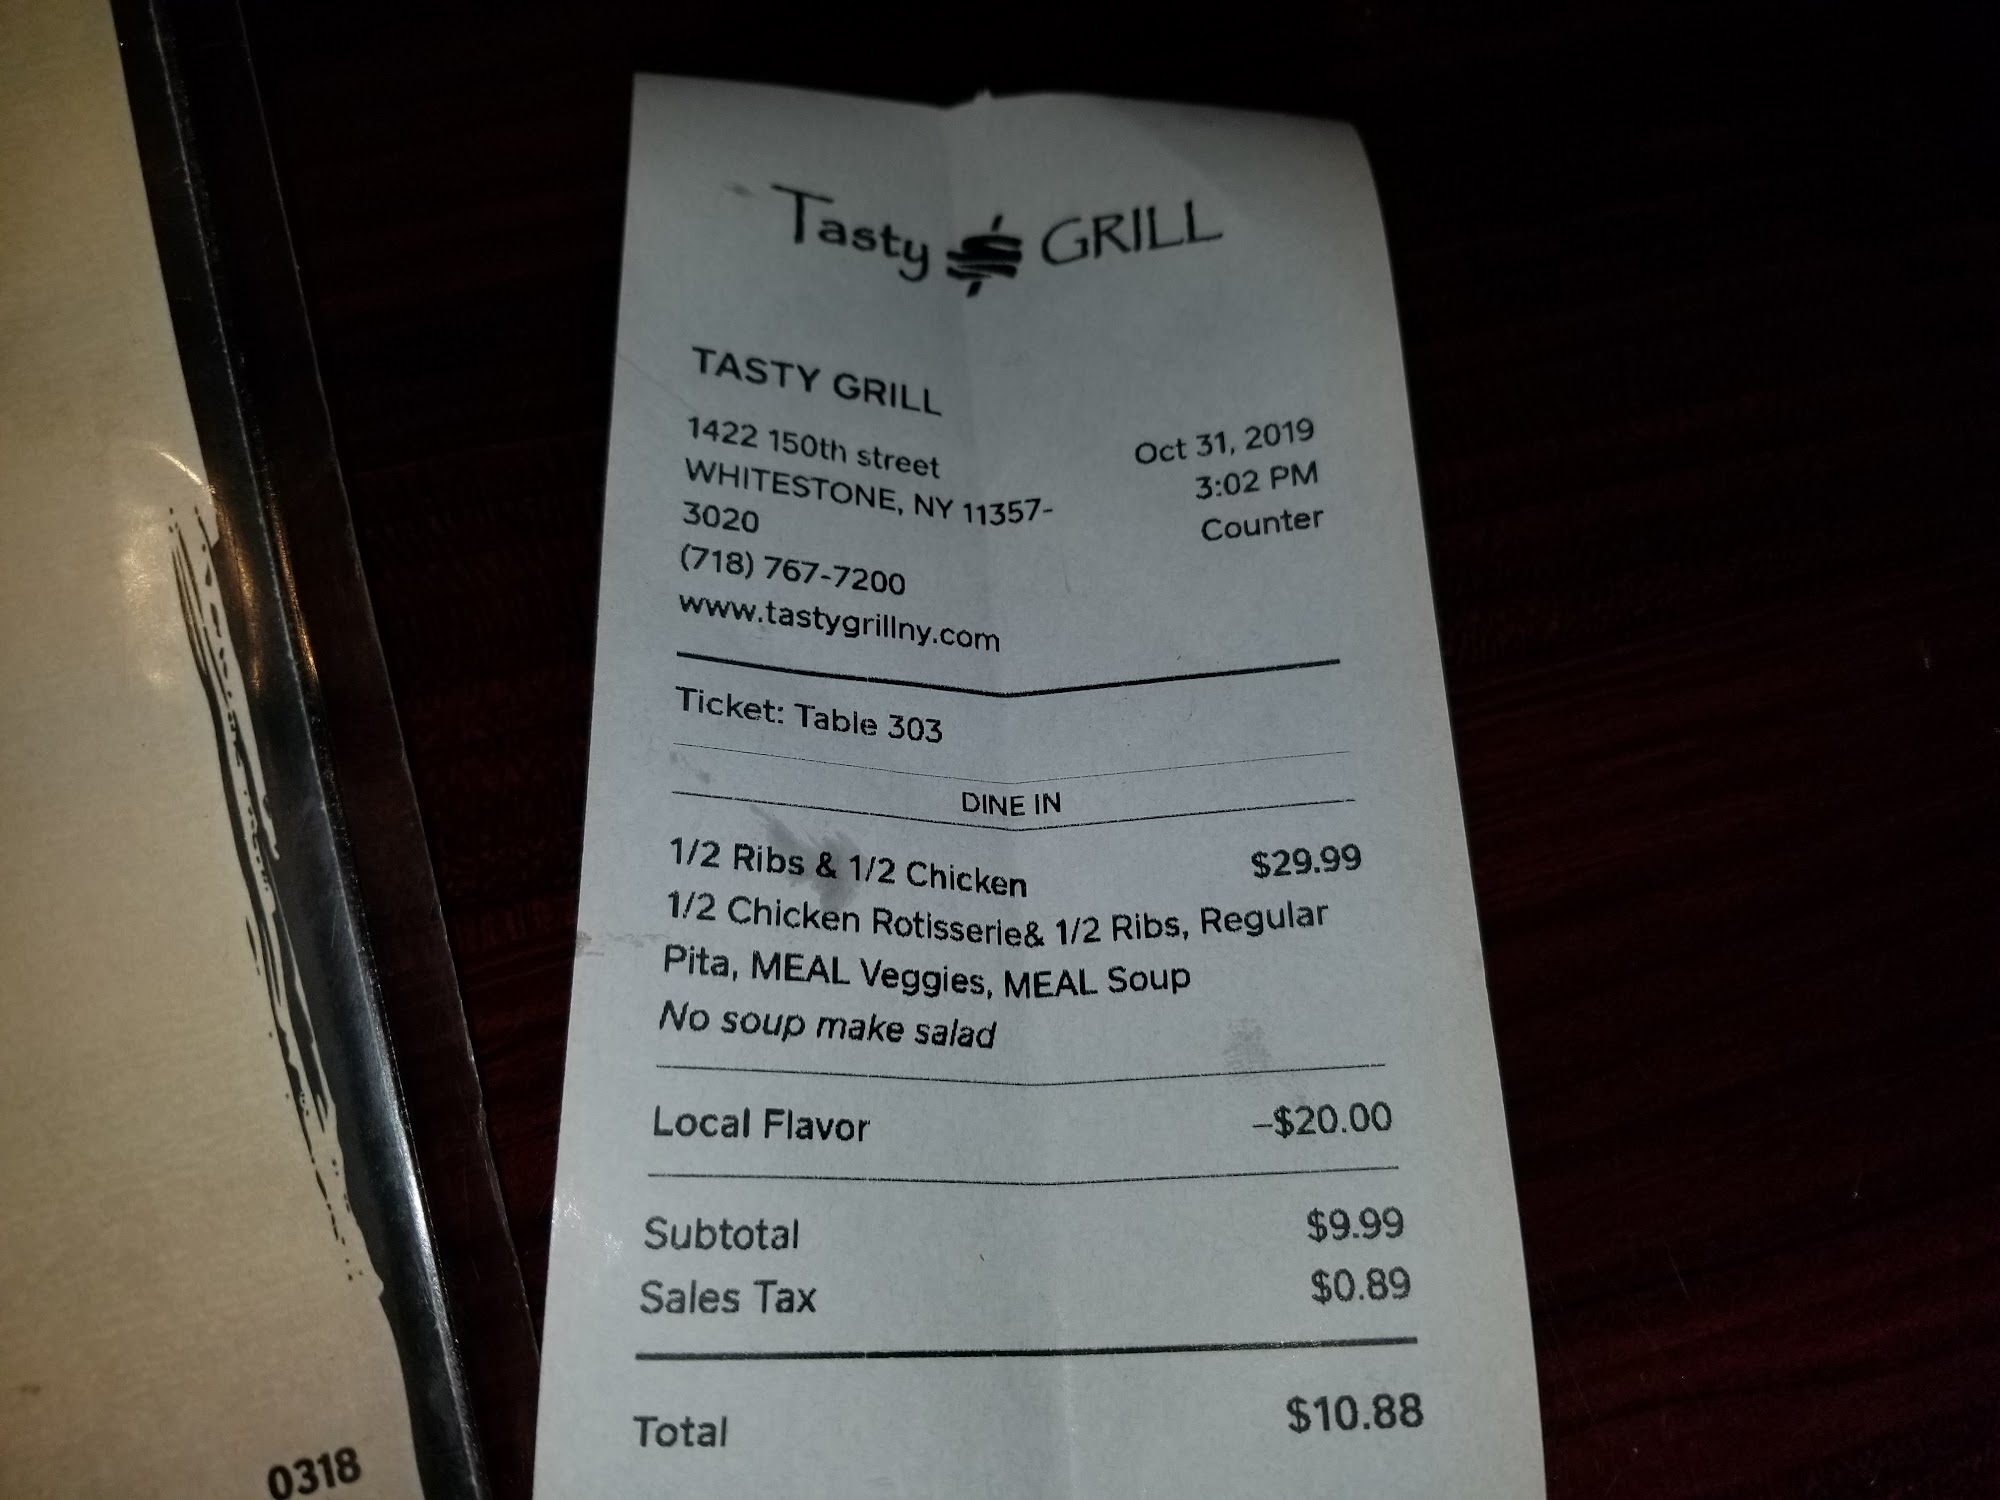 Tasty GRILL
TASTY GRILL
1422 150th street
WHITESTONE, NY 11357-
3020
(718) 767-7200
www.tastygrillny.com
Oct 31, 2019
3:02 PM
Counter
Ticket: Table 303
DINE IN
1/2 Ribs & 1/2 Chicken $29.99
1/2 Chicken Rotisserie& 1/2 Ribs, Regular
Pita, MEAL Veggies, MEAL Soup
No soup make salad
Local Flavor –$20.00
Subtotal $9.99
Sales Tax $0.89
Total $10.88
0318